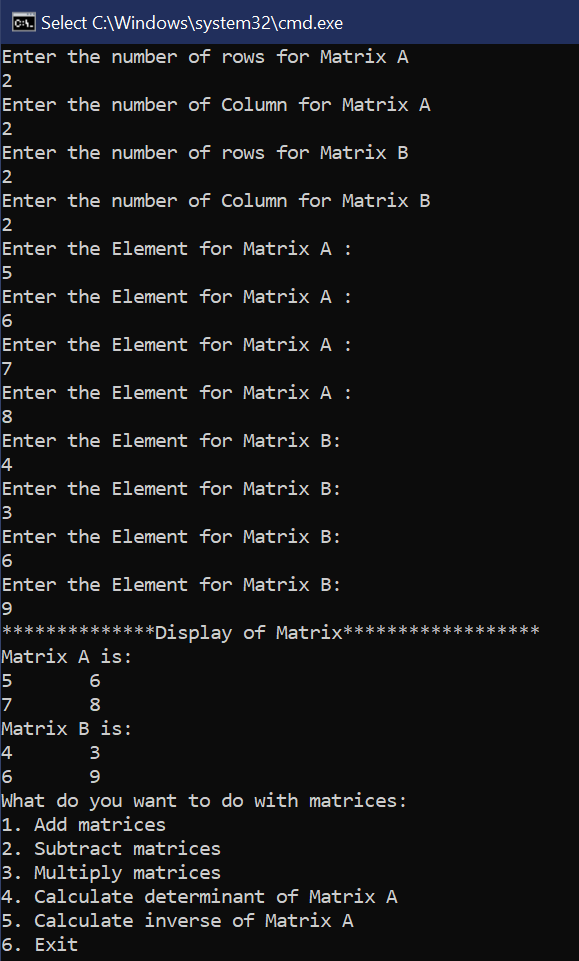 Select C:\Windows\system32\cmd.exe
Enter the number of rows for Matrix A
2
Enter the number of Column for Matrix A
2
Enter the number of rows for Matrix B
2
Enter the number of Column for Matrix B
2
Enter the Element for Matrix A :
5
Enter the Element for Matrix A :
6
Enter the Element for Matrix A :
7
Enter the Element for Matrix A :
8
Enter the Element for Matrix B:
4
Enter the Element for Matrix B:
3
Enter the Element for Matrix B:
6
Enter the Element for Matrix B:
9
**************Display of Matrix******************
Matrix A is:
5       6
7       8
Matrix B is:
4       3
6       9
What do you want to do with matrices:
1. Add matrices
2. Subtract matrices
3. Multiply matrices
4. Calculate determinant of Matrix A
5. Calculate inverse of Matrix A
6. Exit